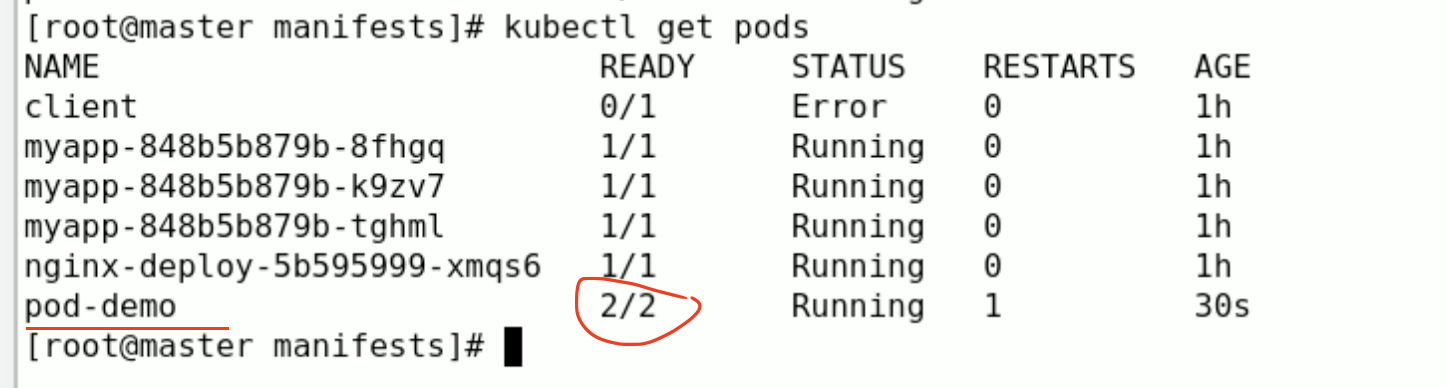 [root@master manifests]# kubectl get pods
NAME READY STATUS RESTARTS AGE
client 0/1 Error 0 1h
myapp-848b5b879b-8fhgq 1/1 Running 0 1h
myapp-848b5b879b-k9zv7 1/1 Running 0 1h
myapp-848b5b879b-tghml 1/1 Running 0 1h
nginx-deploy-5b595999-xmqs6 1/1 Running 0 1h
pod-demo 2/2 Running 1 30s
[root@master manifests]#